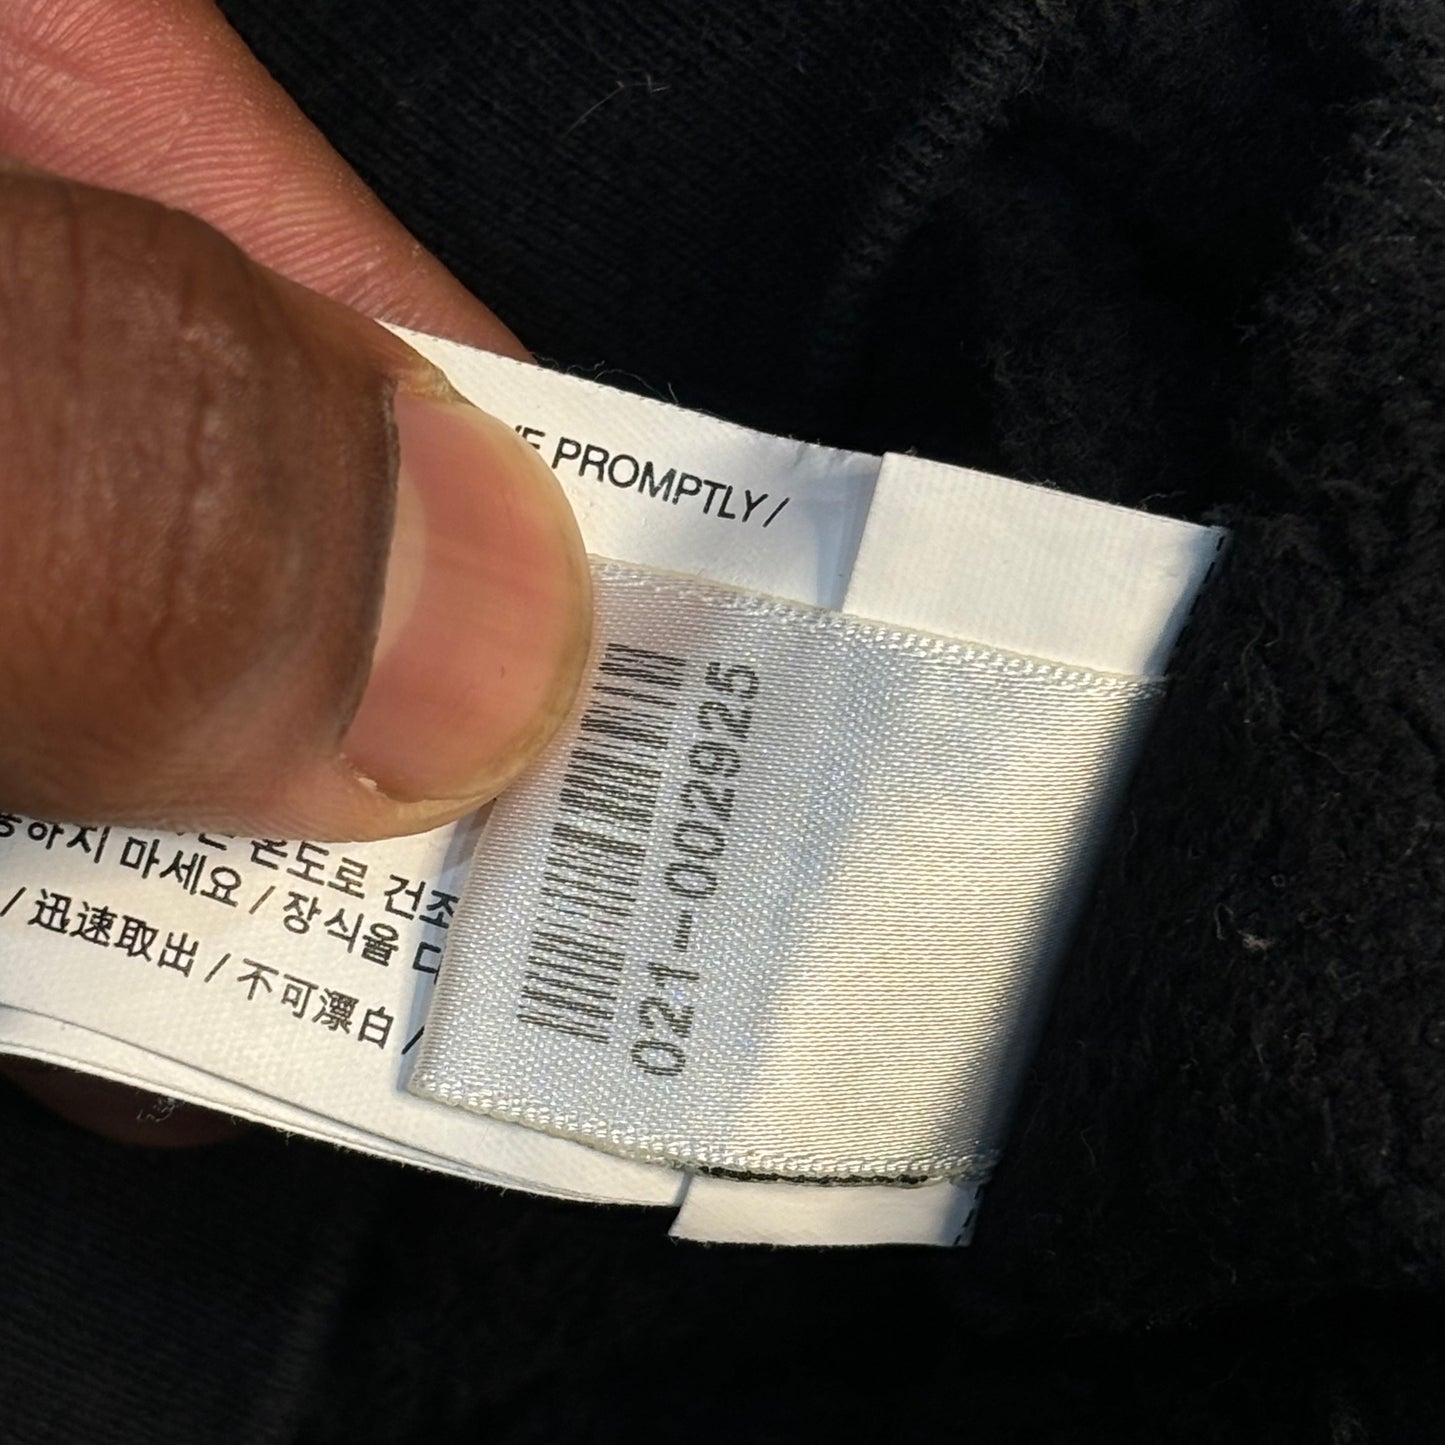 PROMPTLY/
021-002925
온도로 건조
하지 마세요 / 장식을
/ 迅速取出 / 不可漂白 /